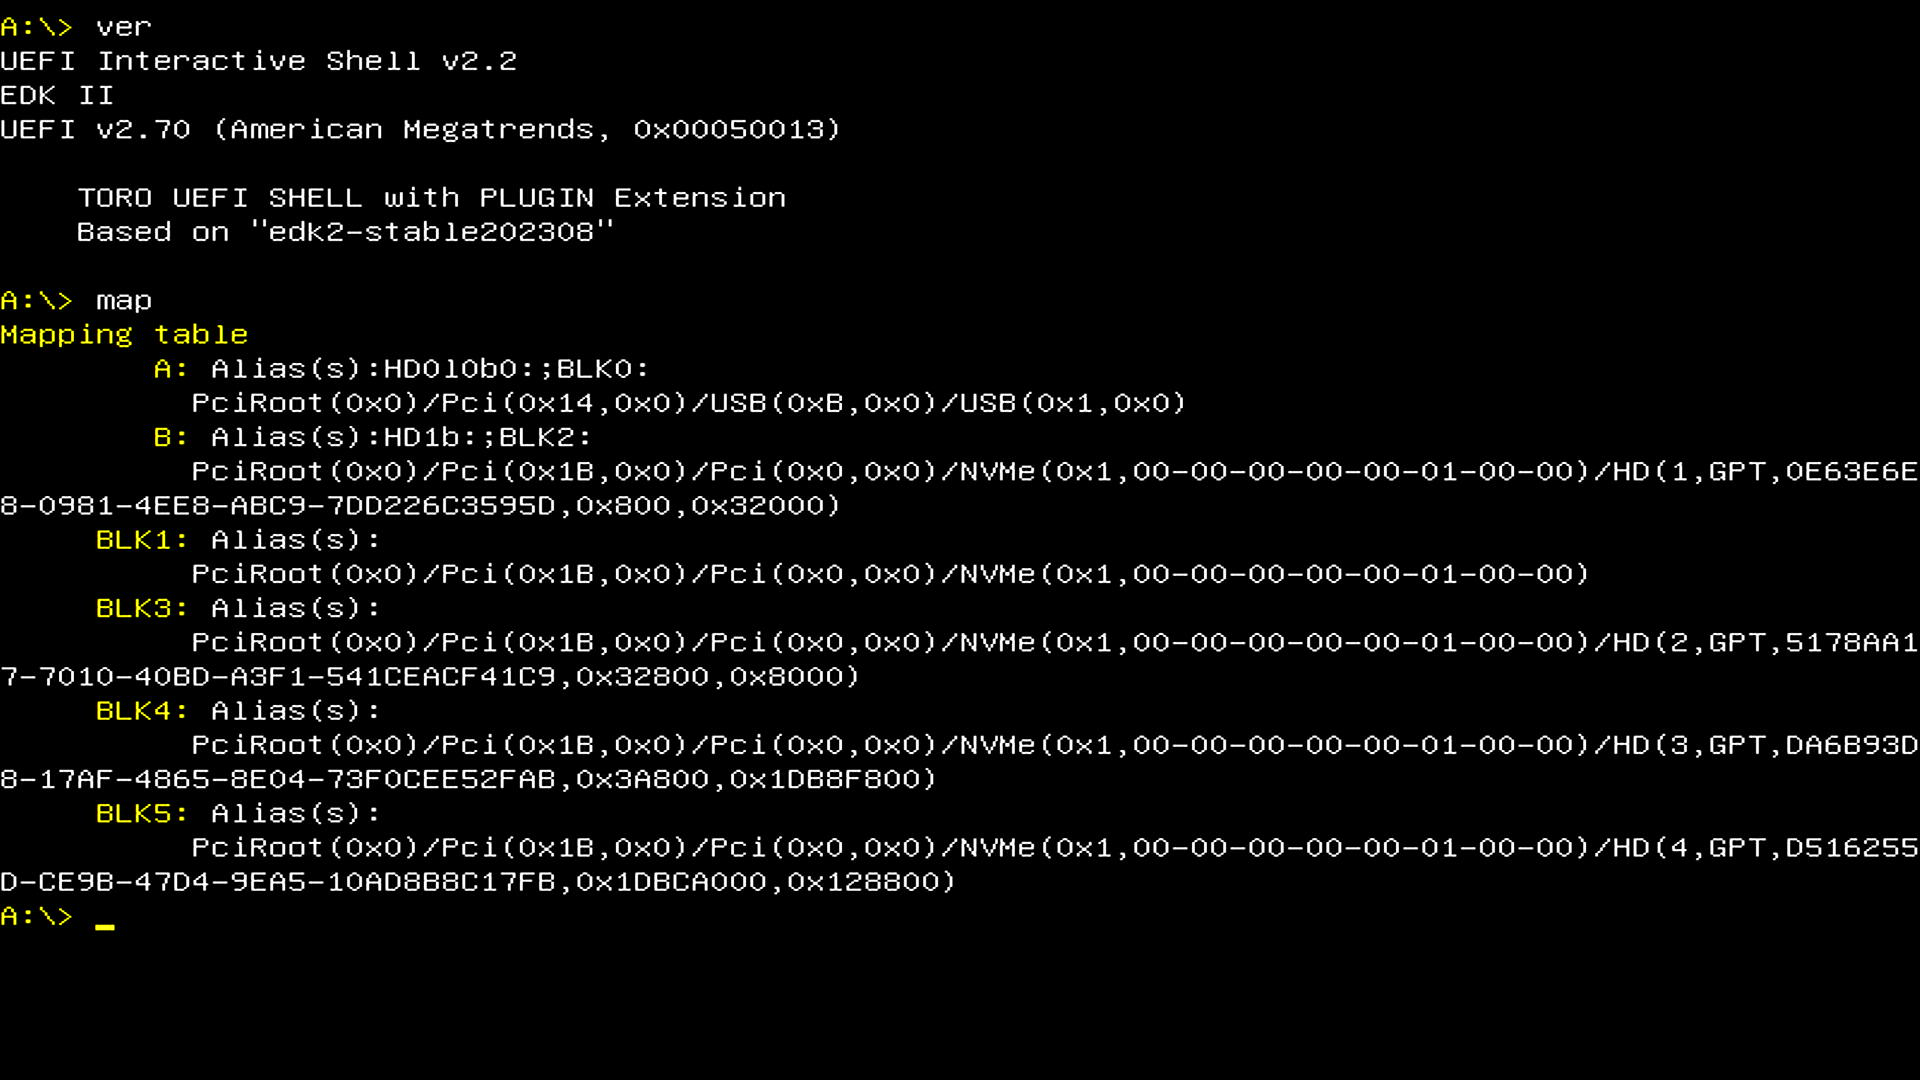 A:\> ver
UEFI Interactive Shell v2.2
EDK II
UEFI v2.70 (American Megatrends, 0x00050013)
TORO UEFI SHELL with PLUGIN Extension
Based on "edk2-stable202308"
A:\> map
Mapping table
A: Alias(s):HD0l0b0:;BLK0:
PciRoot(0x0)/Pci(0x14,0x0)/USB(0xB,0x0)/USB(0x1,0x0)
B: Alias(s):HD1b:;BLK2:
PciRoot(0x0)/Pci(0x1B,0x0)/Pci(0x0,0x0)/NVMe(0x1,00-00-00-00-00-01-00-00)/HD(1,GPT,0E63E6E
8-0981-4EE8-ABC9-7DD226C3595D,0x800,0x32000)
BLK1: Alias(s):
PciRoot(0x0)/Pci(0x1B,0x0)/Pci(0x0,0x0)/NVMe(0x1,00-00-00-00-00-01-00-00)
BLK3: Alias(s):
PciRoot(0x0)/Pci(0x1B,0x0)/Pci(0x0,0x0)/NVMe(0x1,00-00-00-00-00-01-00-00)/HD(2,GPT,5178AA1
7-7010-40BD-A3F1-541CEACF41C9,0x32800,0x8000)
BLK4: Alias(s):
PciRoot(0x0)/Pci(0x1B,0x0)/Pci(0x0,0x0)/NVMe(0x1,00-00-00-00-00-01-00-00)/HD(3,GPT,DA6B93D
8-17AF-4865-8E04-73F0CEE52FAB,0x3A800,0x1DB8F800)
BLK5: Alias(s):
PciRoot(0x0)/Pci(0x1B,0x0)/Pci(0x0,0x0)/NVMe(0x1,00-00-00-00-00-01-00-00)/HD(4,GPT,D516255
D-CE9B-47D4-9EA5-10AD8B8C17FB,0x1DBCA000,0x128800)
A:\> _